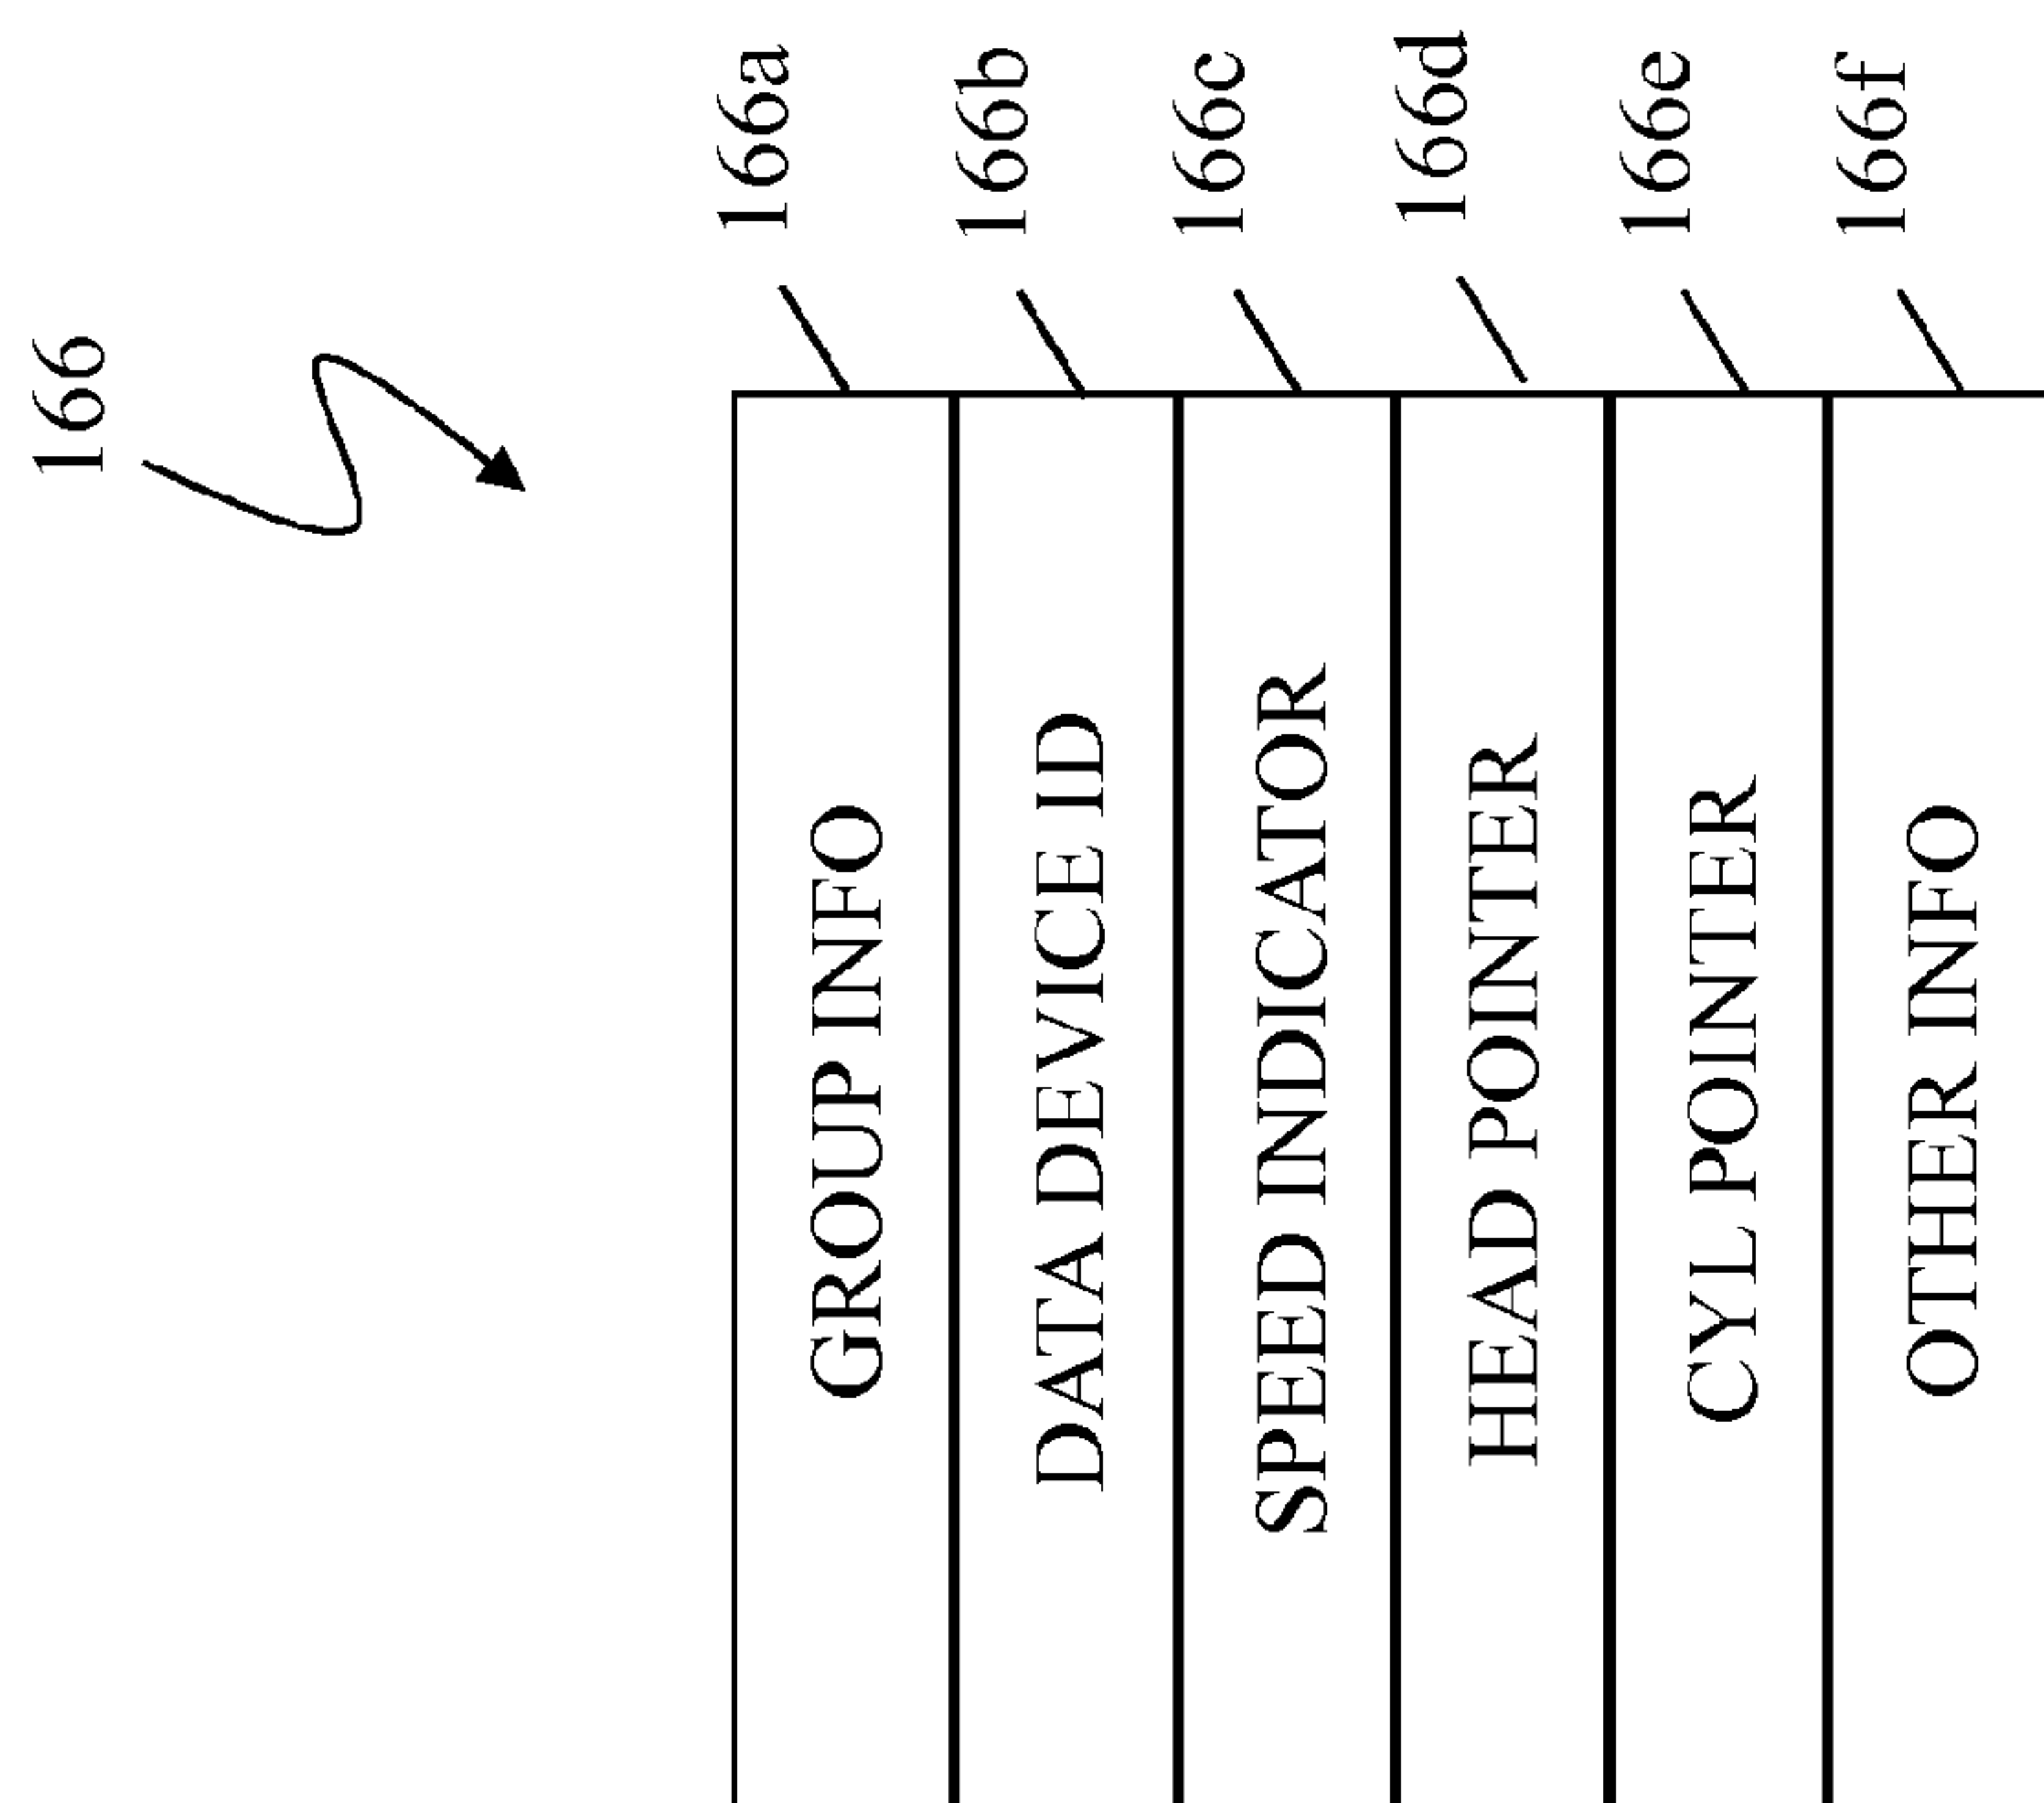 166
GROUP INFO 166a
DATA DEVICE ID 166b
SPEED INDICATOR 166c
HEAD POINTER 166d
CYL POINTER 166e
OTHER INFO 166f